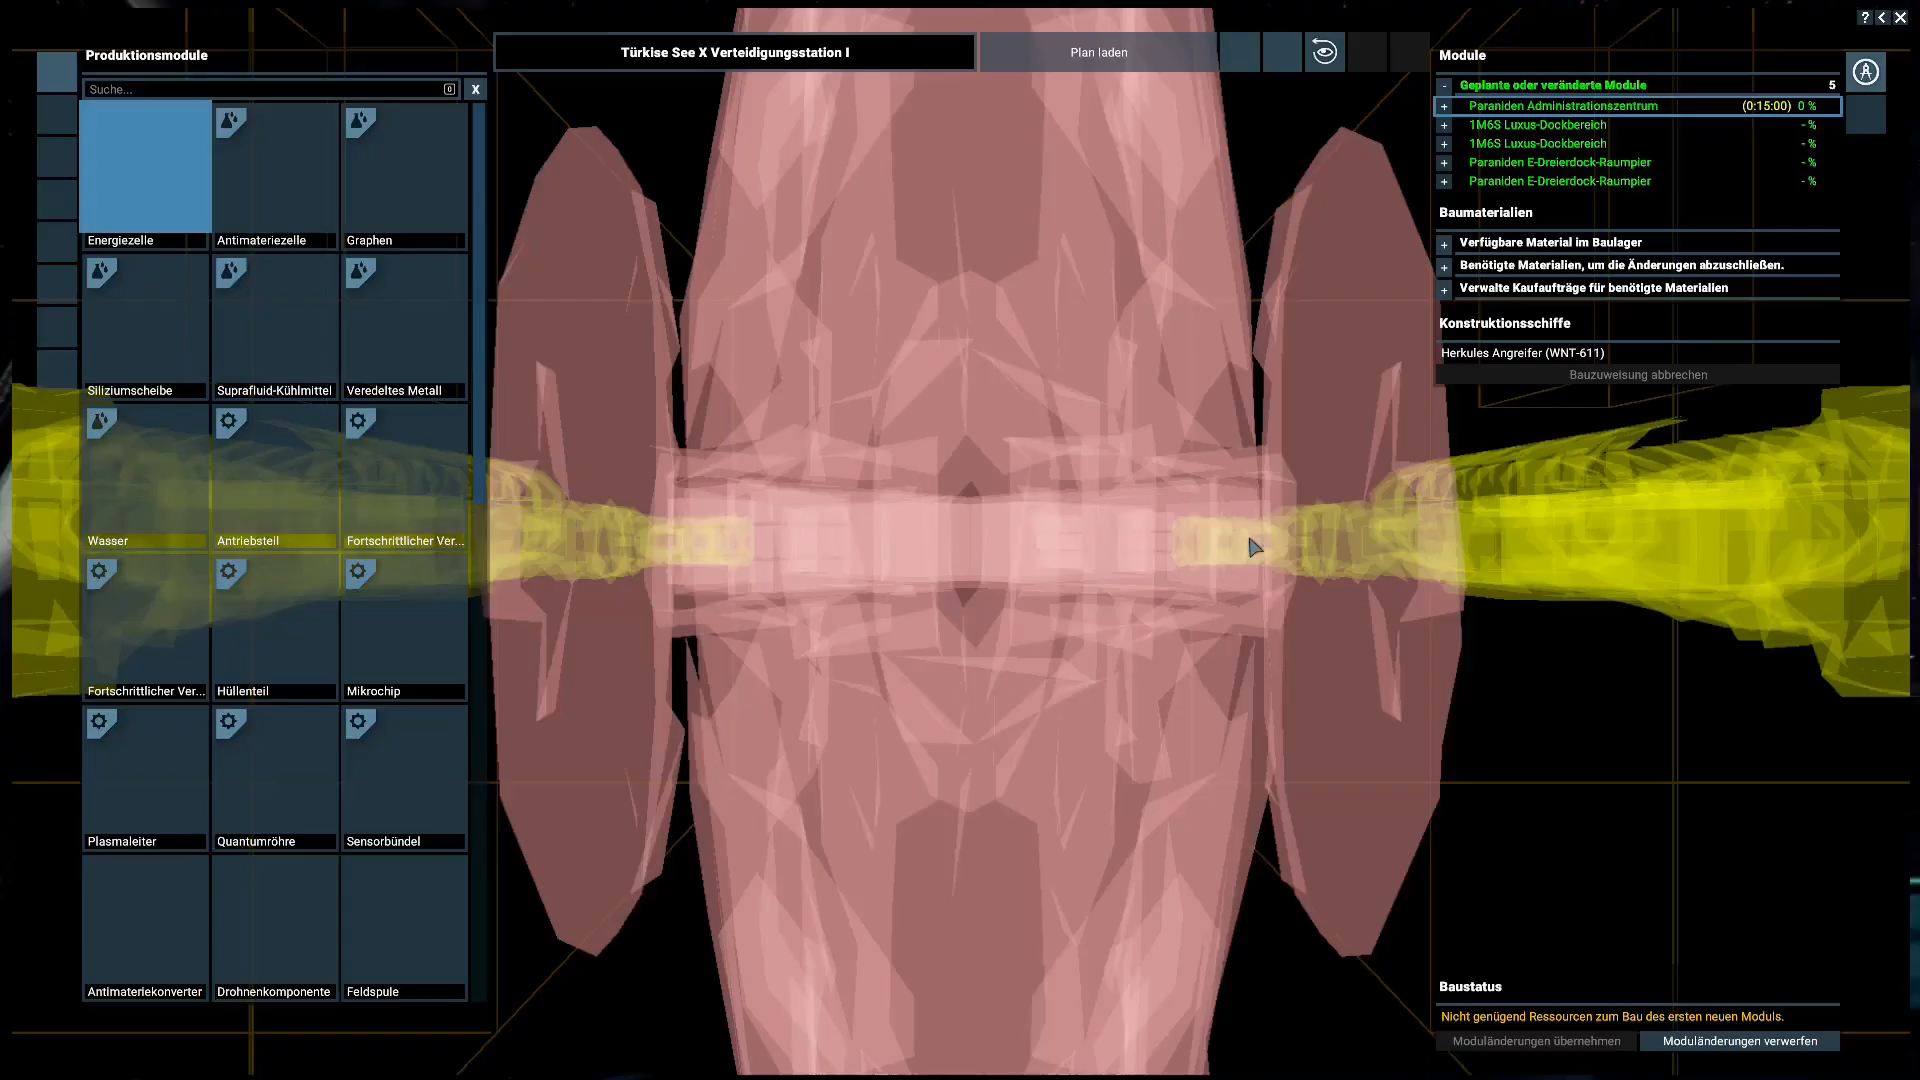 ? < X
Produktionsmodule
Suche...
0
X
Energiezelle
Antimateriezelle
Graphen
Siliziumscheibe
Suprafluid-Kühlmittel
Veredeltes Metall
Wasser
Antriebsteil
Fortschrittlicher Ver...
Fortschrittlicher Ver...
Hüllenteil
Mikrochip
Plasmaleiter
Quantumröhre
Sensorbündel
Antimateriekonverter
Drohnenkomponente
Feldspule
Türkise See X Verteidigungsstation I
Plan laden
Module
- Geplante oder veränderte Module 5
+ Paraniden Administrationszentrum (0:15:00) 0 %
+ 1M6S Luxus-Dockbereich - %
+ 1M6S Luxus-Dockbereich - %
+ Paraniden E-Dreierdock-Raumpier - %
+ Paraniden E-Dreierdock-Raumpier - %
Baumaterialien
+ Verfügbare Material im Baulager
+ Benötigte Materialien, um die Änderungen abzuschließen.
+ Verwalte Kaufaufträge für benötigte Materialien
Konstruktionsschiffe
Herkules Angreifer (WNT-611)
Bauzuweisung abbrechen
Baustatus
Nicht genügend Ressourcen zum Bau des ersten neuen Moduls.
Moduländerungen übernehmen
Moduländerungen verwerfen